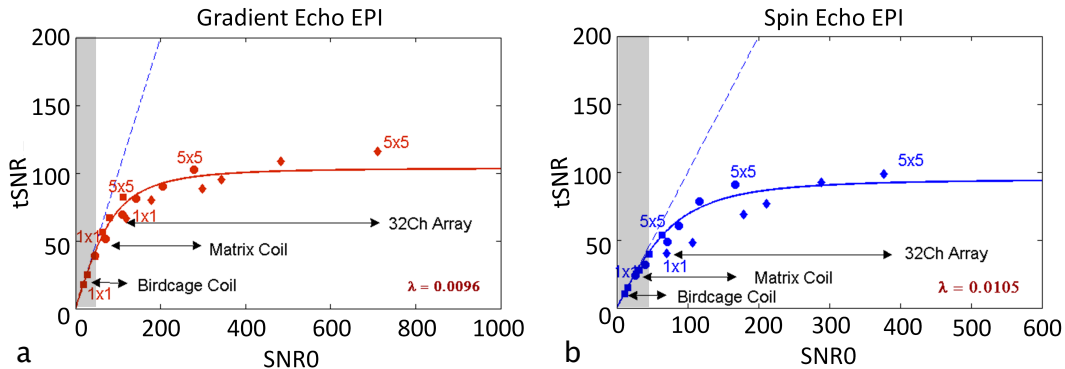 Gradient Echo EPI
200
150
100
50
0
tSNR
5x5
5x5
5x5
1x1
1x1
1x1
32Ch Array
Matrix Coil
Birdcage Coil
λ = 0.0096
0
200
400
600
800
1000
SNR0
a
Spin Echo EPI
200
150
100
50
0
tSNR
5x5
5x5
5x5
1x1
1x1
32Ch Array
Matrix Coil
Birdcage Coil
λ = 0.0105
0
100
200
300
400
500
600
SNR0
b